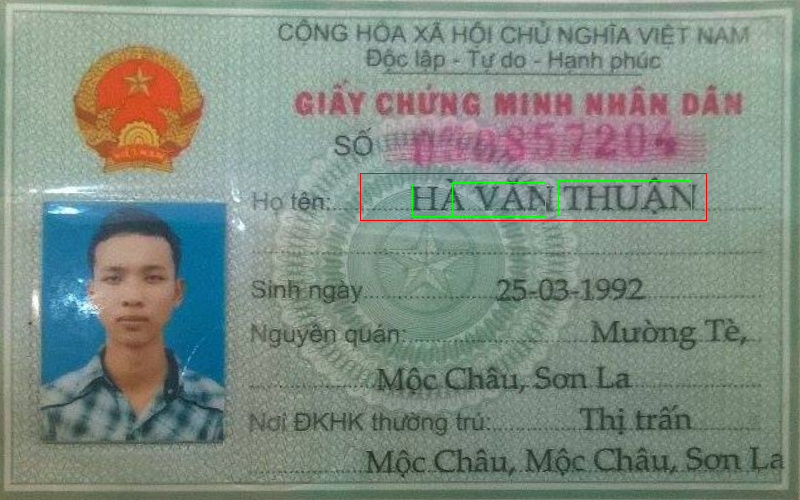 CỘNG HÒA XÃ HỘI CHỦ NGHĨA VIỆT NAM
Độc lập - Tự do - Hạnh phúc
GIẤY CHỨNG MINH NHÂN DÂN
SỐ
VIỆT NAM
Họ tên: HÀ VĂN THUẬN
Sinh ngày 25-03-1992
Nguyên quán: Mường Tè,
Mộc Châu, Sơn La
Nơi ĐKHK thường trú: Thị trấn
Mộc Châu, Mộc Châu, Sơn La